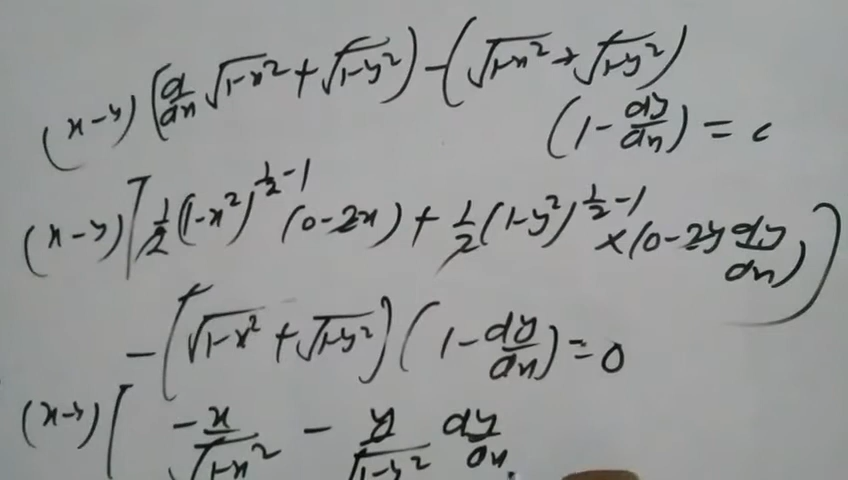 (x-y) (d/dx √1-x² + √1-y²) - (√1-x² + √1-y²)
(1 - dy/dx) = 0
(x-y) [1/2 (1-x²)^(1/2-1) (0-2x) + 1/2 (1-y²)^(1/2-1) × (0-2y dy/dx)]
- [√1-x² + √1-y²] (1 - dy/dx) = 0
(x-y) [-x/√1-x² - y/√1-y² dy/dx